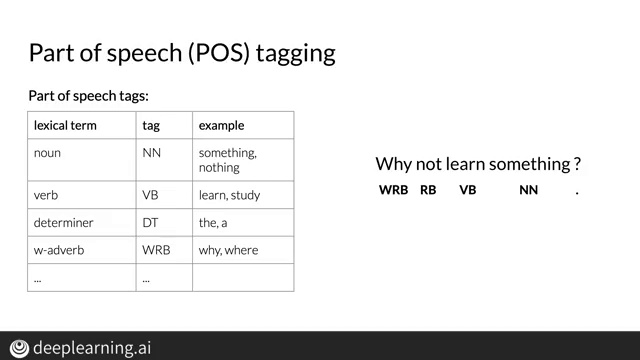 Part of speech (POS) tagging
Part of speech tags:
lexical term tag example
noun NN something,
nothing
verb VB learn, study
determiner DT the, a
w-adverb WRB why, where
... ...
Why not learn something ?
WRB RB VB NN .
deeplearning.ai